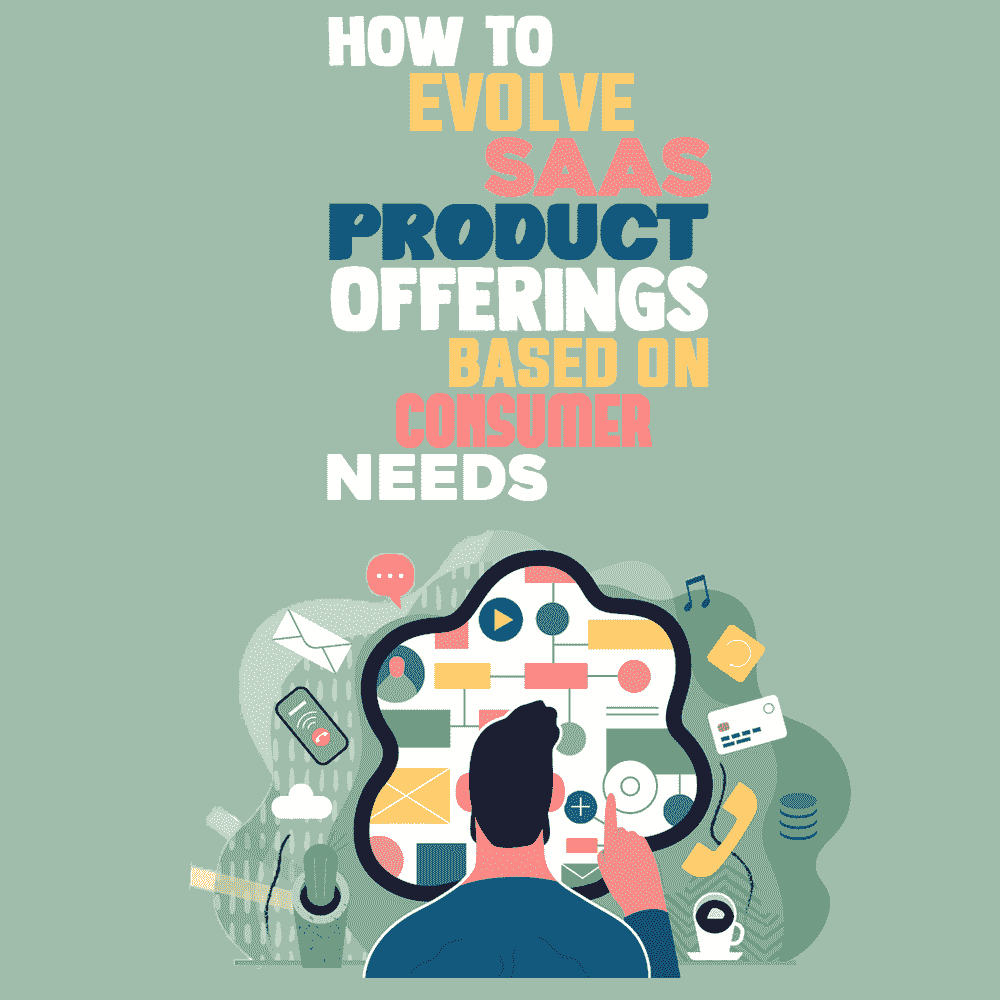 HOW TO
EVOLVE
SAAS
PRODUCT
OFFERINGS
BASED ON
CONSUMER
NEEDS